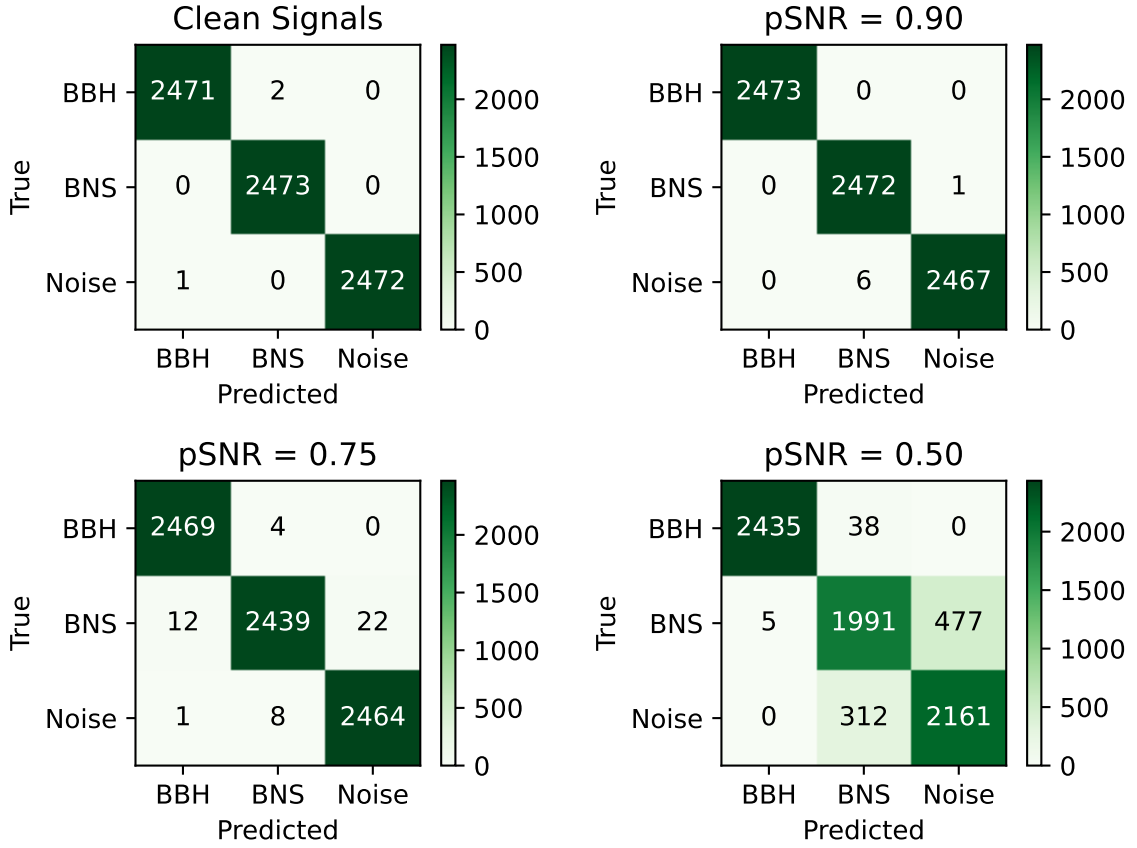 Clean Signals
True
BBH 2471 2 0
BNS 0 2473 0
Noise 1 0 2472
BBH BNS Noise
Predicted
2000
1500
1000
500
0
pSNR = 0.90
True
BBH 2473 0 0
BNS 0 2472 1
Noise 0 6 2467
BBH BNS Noise
Predicted
2000
1500
1000
500
0
pSNR = 0.75
True
BBH 2469 4 0
BNS 12 2439 22
Noise 1 8 2464
BBH BNS Noise
Predicted
2000
1500
1000
500
0
pSNR = 0.50
True
BBH 2435 38 0
BNS 5 1991 477
Noise 0 312 2161
BBH BNS Noise
Predicted
2000
1500
1000
500
0